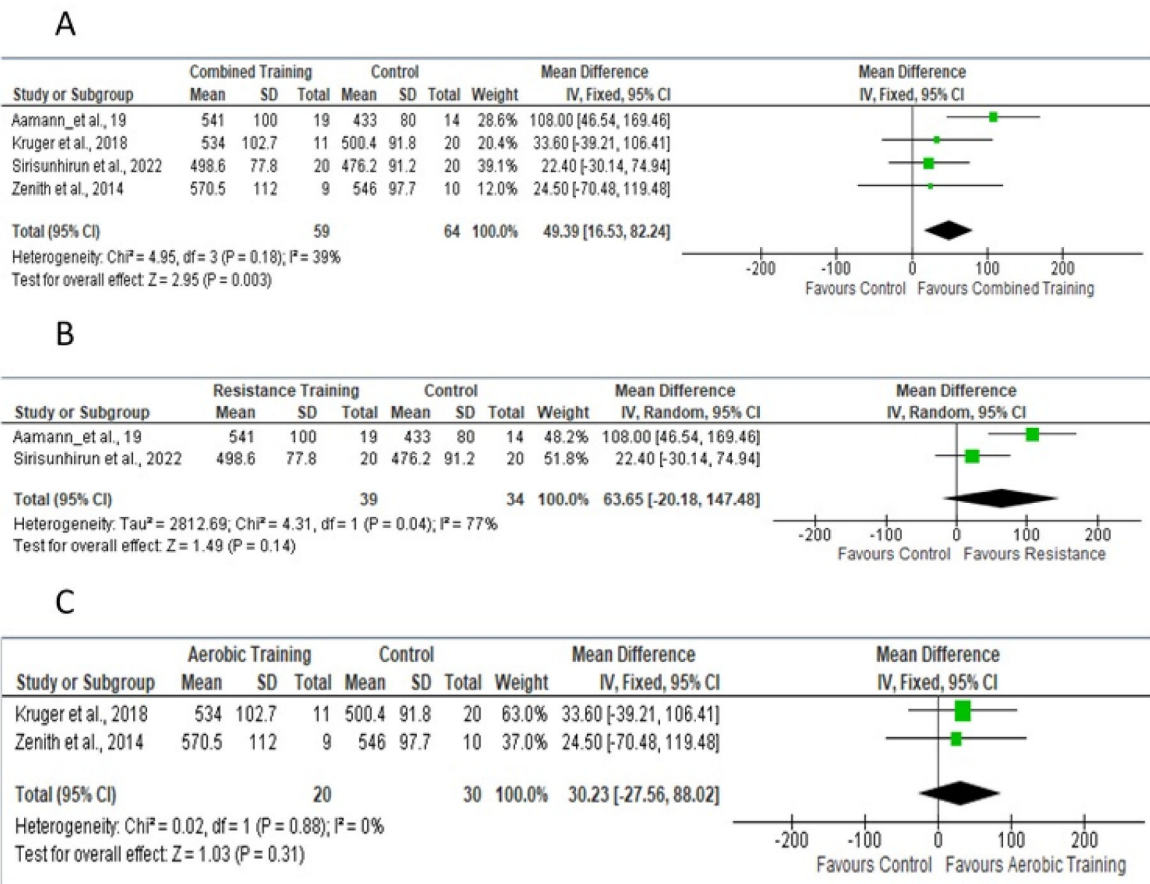 A
Combined Training Control Mean Difference Mean Difference
Study or Subgroup Mean SD Total Mean SD Total Weight IV, Fixed, 95% CI IV, Fixed, 95% CI
Aamann_et al., 19 541 100 19 433 80 14 28.6% 108.00 [46.54, 169.46]
Kruger et al., 2018 534 102.7 11 500.4 91.8 20 20.4% 33.60 [-39.21, 106.41]
Sirisunhirun et al., 2022 498.6 77.8 20 476.2 91.2 20 39.1% 22.40 [-30.14, 74.94]
Zenith et al., 2014 570.5 112 9 546 97.7 10 12.0% 24.50 [-70.48, 119.48]
Total (95% CI) 59 64 100.0% 49.39 [16.53, 82.24]
Heterogeneity: Chi² = 4.95, df = 3 (P = 0.18); I² = 39%
Test for overall effect: Z = 2.95 (P = 0.003)
-200 -100 0 100 200
Favours Control Favours Combined Training
B
Resistance Training Control Mean Difference Mean Difference
Study or Subgroup Mean SD Total Mean SD Total Weight IV, Random, 95% CI IV, Random, 95% CI
Aamann_et al., 19 541 100 19 433 80 14 48.2% 108.00 [46.54, 169.46]
Sirisunhirun et al., 2022 498.6 77.8 20 476.2 91.2 20 51.8% 22.40 [-30.14, 74.94]
Total (95% CI) 39 34 100.0% 63.65 [-20.18, 147.48]
Heterogeneity: Tau² = 2812.69; Chi² = 4.31, df = 1 (P = 0.04); I² = 77%
Test for overall effect: Z = 1.49 (P = 0.14)
-200 -100 0 100 200
Favours Control Favours Resistance
C
Aerobic Training Control Mean Difference Mean Difference
Study or Subgroup Mean SD Total Mean SD Total Weight IV, Fixed, 95% CI IV, Fixed, 95% CI
Kruger et al., 2018 534 102.7 11 500.4 91.8 20 63.0% 33.60 [-39.21, 106.41]
Zenith et al., 2014 570.5 112 9 546 97.7 10 37.0% 24.50 [-70.48, 119.48]
Total (95% CI) 20 30 100.0% 30.23 [-27.56, 88.02]
Heterogeneity: Chi² = 0.02, df = 1 (P = 0.88); I² = 0%
Test for overall effect: Z = 1.03 (P = 0.31)
-200 -100 0 100 200
Favours Control Favours Aerobic Training